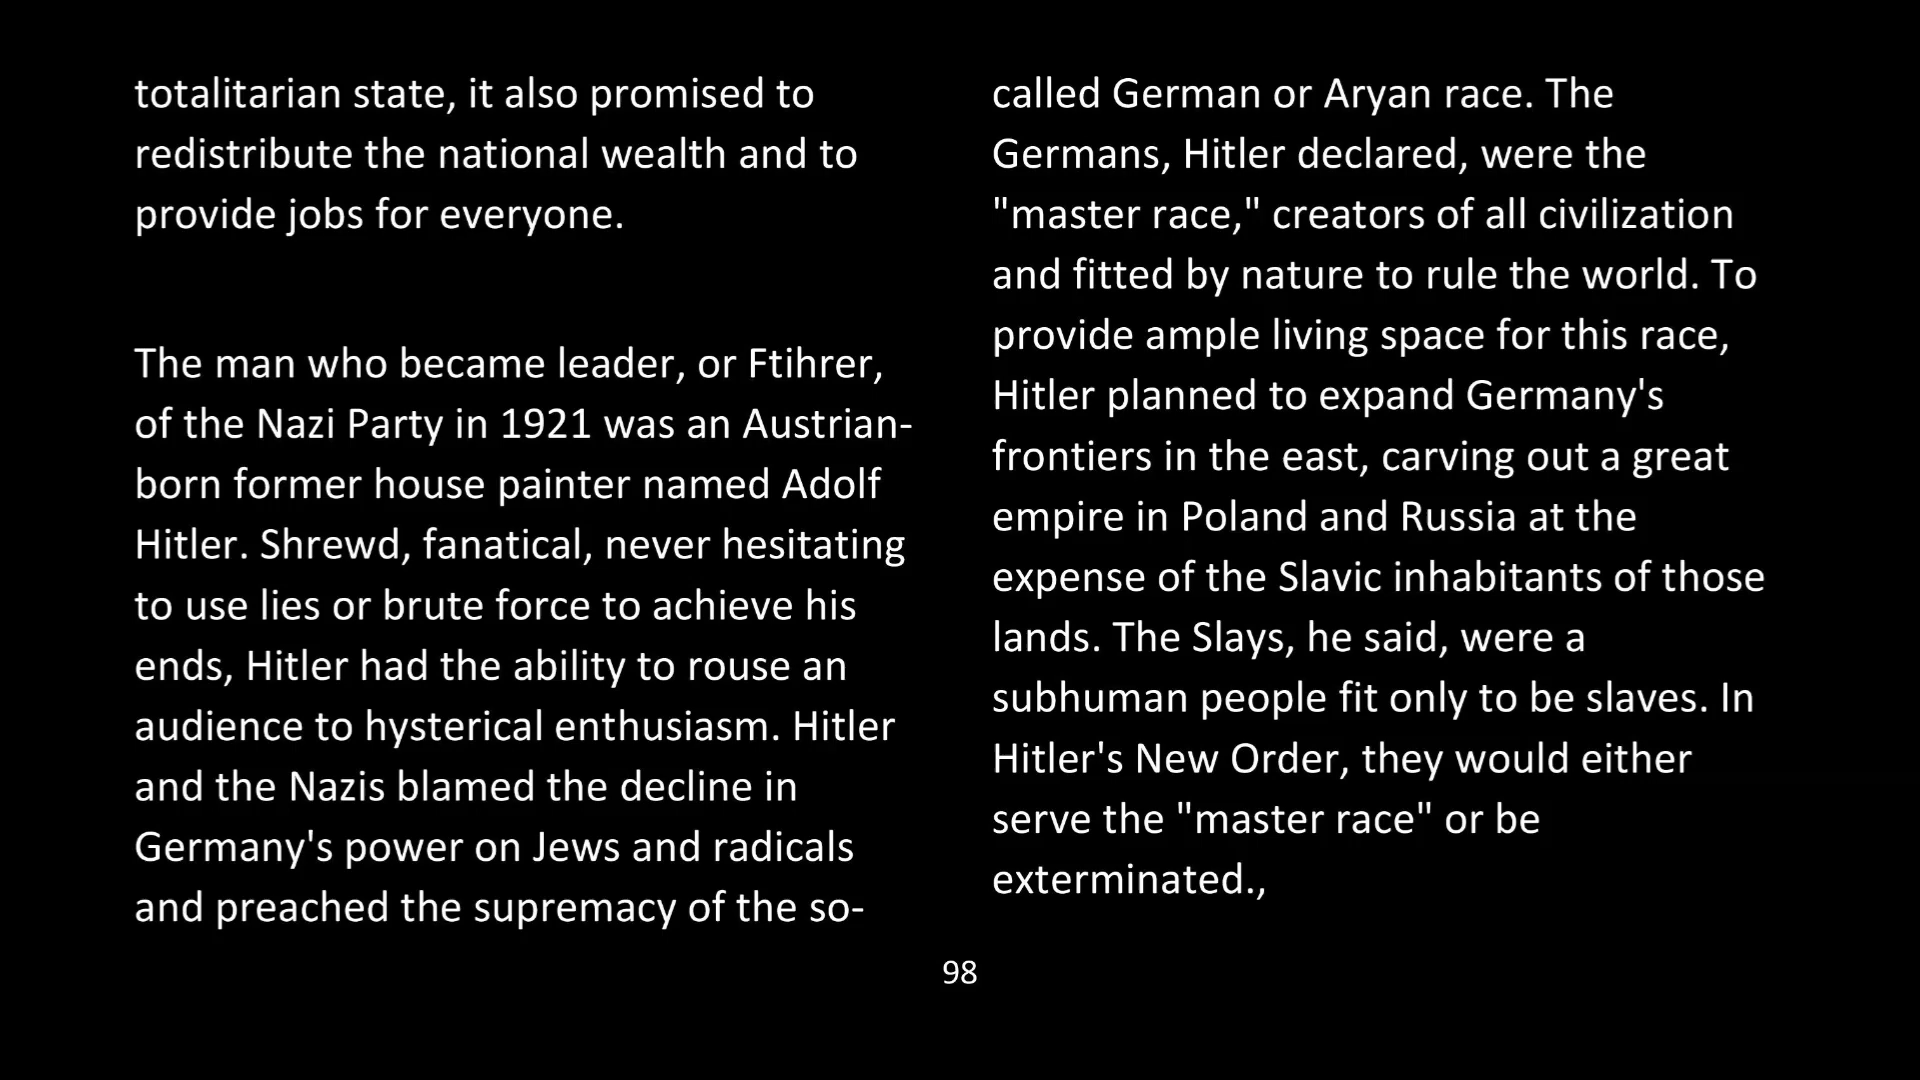 totalitarian state, it also promised to
redistribute the national wealth and to
provide jobs for everyone.
The man who became leader, or Ftihrer,
of the Nazi Party in 1921 was an Austrian-
born former house painter named Adolf
Hitler. Shrewd, fanatical, never hesitating
to use lies or brute force to achieve his
ends, Hitler had the ability to rouse an
audience to hysterical enthusiasm. Hitler
and the Nazis blamed the decline in
Germany's power on Jews and radicals
and preached the supremacy of the so-
called German or Aryan race. The
Germans, Hitler declared, were the
"master race," creators of all civilization
and fitted by nature to rule the world. To
provide ample living space for this race,
Hitler planned to expand Germany's
frontiers in the east, carving out a great
empire in Poland and Russia at the
expense of the Slavic inhabitants of those
lands. The Slays, he said, were a
subhuman people fit only to be slaves. In
Hitler's New Order, they would either
serve the "master race" or be
exterminated.,
98